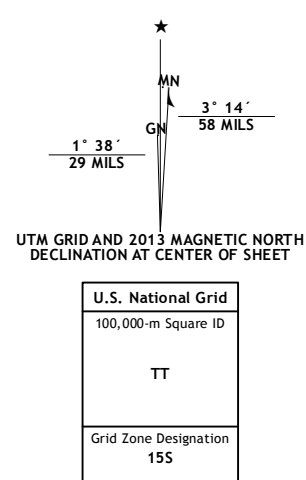 ★
MN
3° 14´
58 MILS
GN
1° 38´
29 MILS
UTM GRID AND 2013 MAGNETIC NORTH
DECLINATION AT CENTER OF SHEET
U.S. National Grid
100,000-m Square ID
TT
Grid Zone Designation
15S